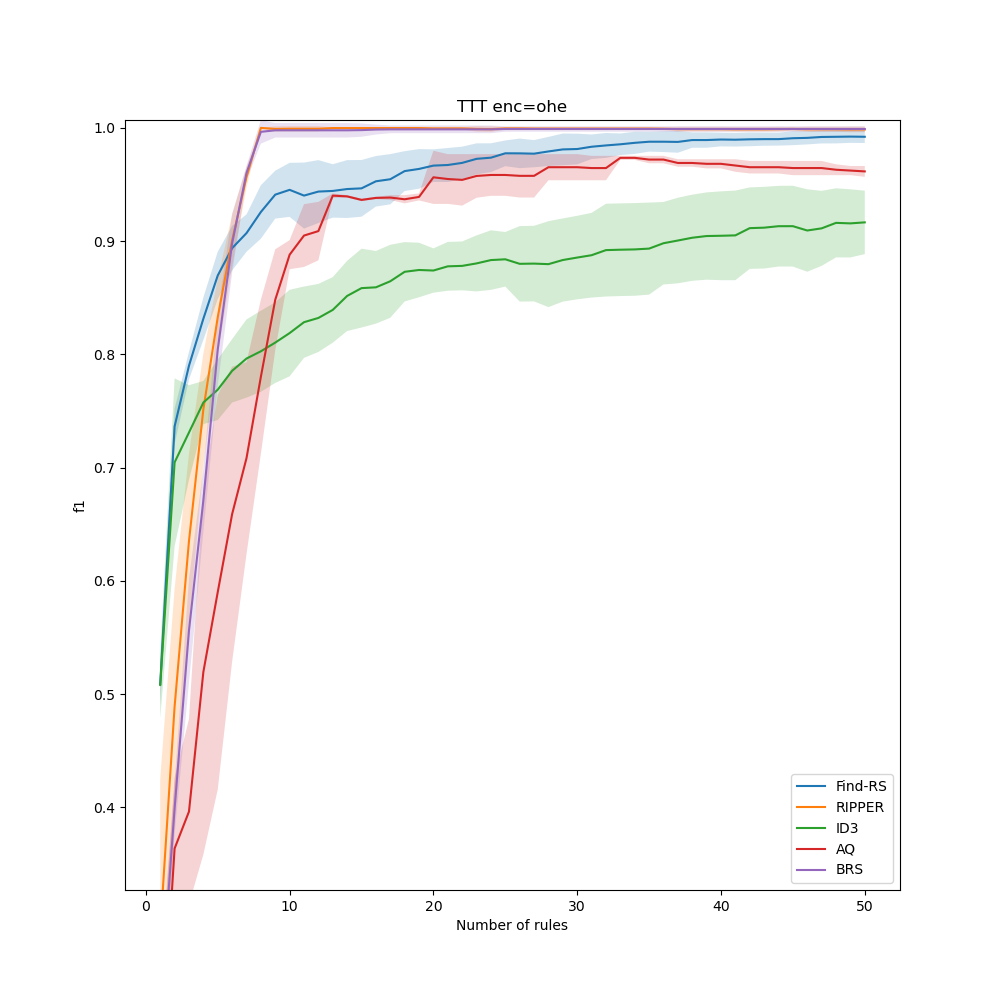 TTT enc=ohe
f1
1.0
0.9
0.8
0.7
0.6
0.5
0.4
0 10 20 30 40 50
Number of rules
Find-RS
RIPPER
ID3
AQ
BRS